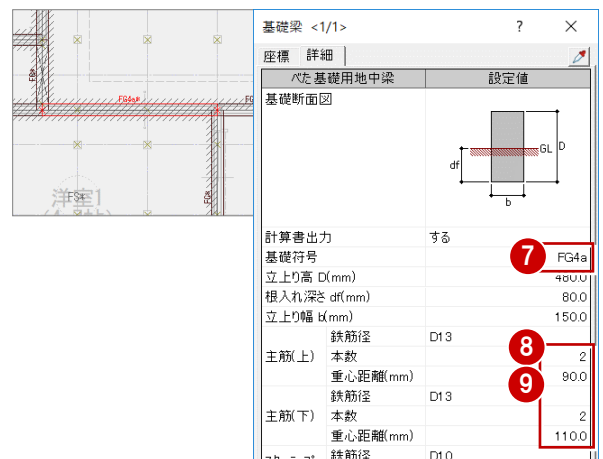 基礎梁 <1/1>
? ×
座標 詳細
べた基礎用地中梁 設定値
基礎断面図
D
GL
df
b
計算書出力 する
基礎符号 FG4a
立上り高 D(mm) 480.0
根入れ深さ df(mm) 80.0
立上り幅 b(mm) 150.0
主筋(上)
鉄筋径 D13
本数 2
重心距離(mm) 90.0
主筋(下)
鉄筋径 D13
本数 2
重心距離(mm) 110.0
鉄筋径 D10
7
8
9
FG4a*
FG
FS*
洋室1